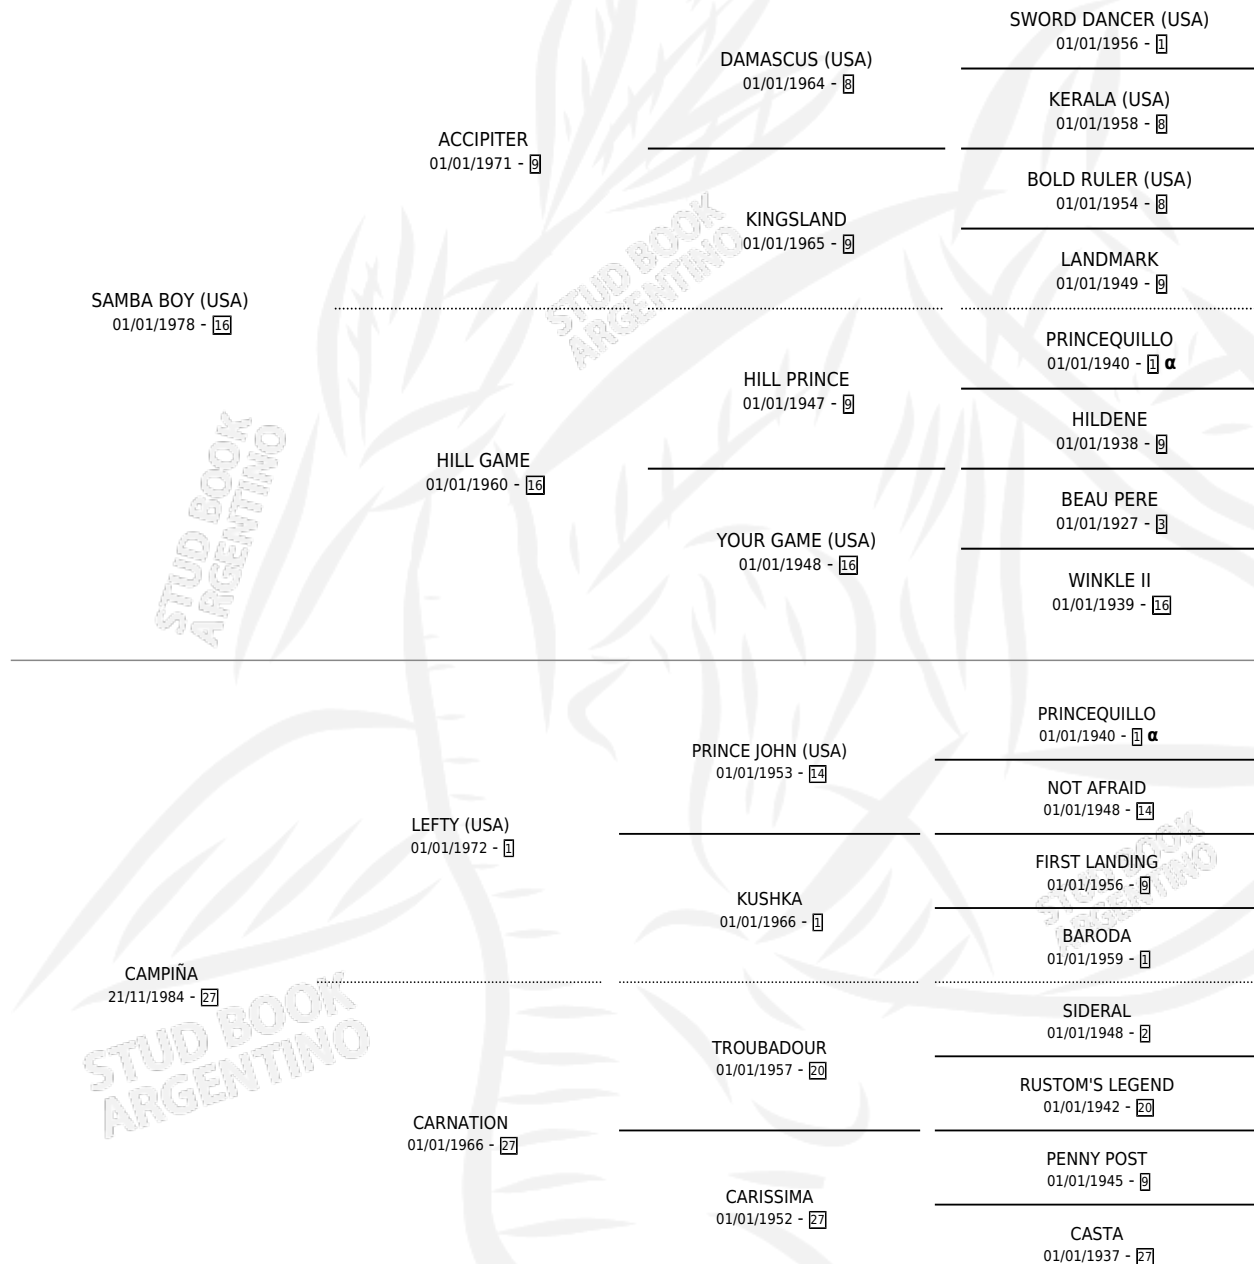 SWORD DANCER (USA)
01/01/1956 - 1
DAMASCUS (USA)
01/01/1964 - 8
KERALA (USA)
01/01/1958 - 8
ACCIPITER
01/01/1971 - 9
BOLD RULER (USA)
01/01/1954 - 8
KINGSLAND
01/01/1965 - 9
LANDMARK
01/01/1949 - 9
SAMBA BOY (USA)
01/01/1978 - 16
PRINCEQUILLO
01/01/1940 - 1 α
HILL PRINCE
01/01/1947 - 9
HILDENE
01/01/1938 - 9
HILL GAME
01/01/1960 - 16
BEAU PERE
01/01/1927 - 3
YOUR GAME (USA)
01/01/1948 - 16
WINKLE II
01/01/1939 - 16
PRINCEQUILLO
01/01/1940 - 1 α
PRINCE JOHN (USA)
01/01/1953 - 14
NOT AFRAID
01/01/1948 - 14
LEFTY (USA)
01/01/1972 - 1
FIRST LANDING
01/01/1956 - 9
KUSHKA
01/01/1966 - 1
BARODA
01/01/1959 - 1
CAMPIÑA
21/11/1984 - 27
SIDERAL
01/01/1948 - 2
TROUBADOUR
01/01/1957 - 20
RUSTOM'S LEGEND
01/01/1942 - 20
CARNATION
01/01/1966 - 27
PENNY POST
01/01/1945 - 9
CARISSIMA
01/01/1952 - 27
CASTA
01/01/1937 - 27
STUD BOOK
ARGENTINO
STUD BOOK
ARGENTINO
STUD BOOK
ARGENTINO
STUD BOOK
ARGENTINO